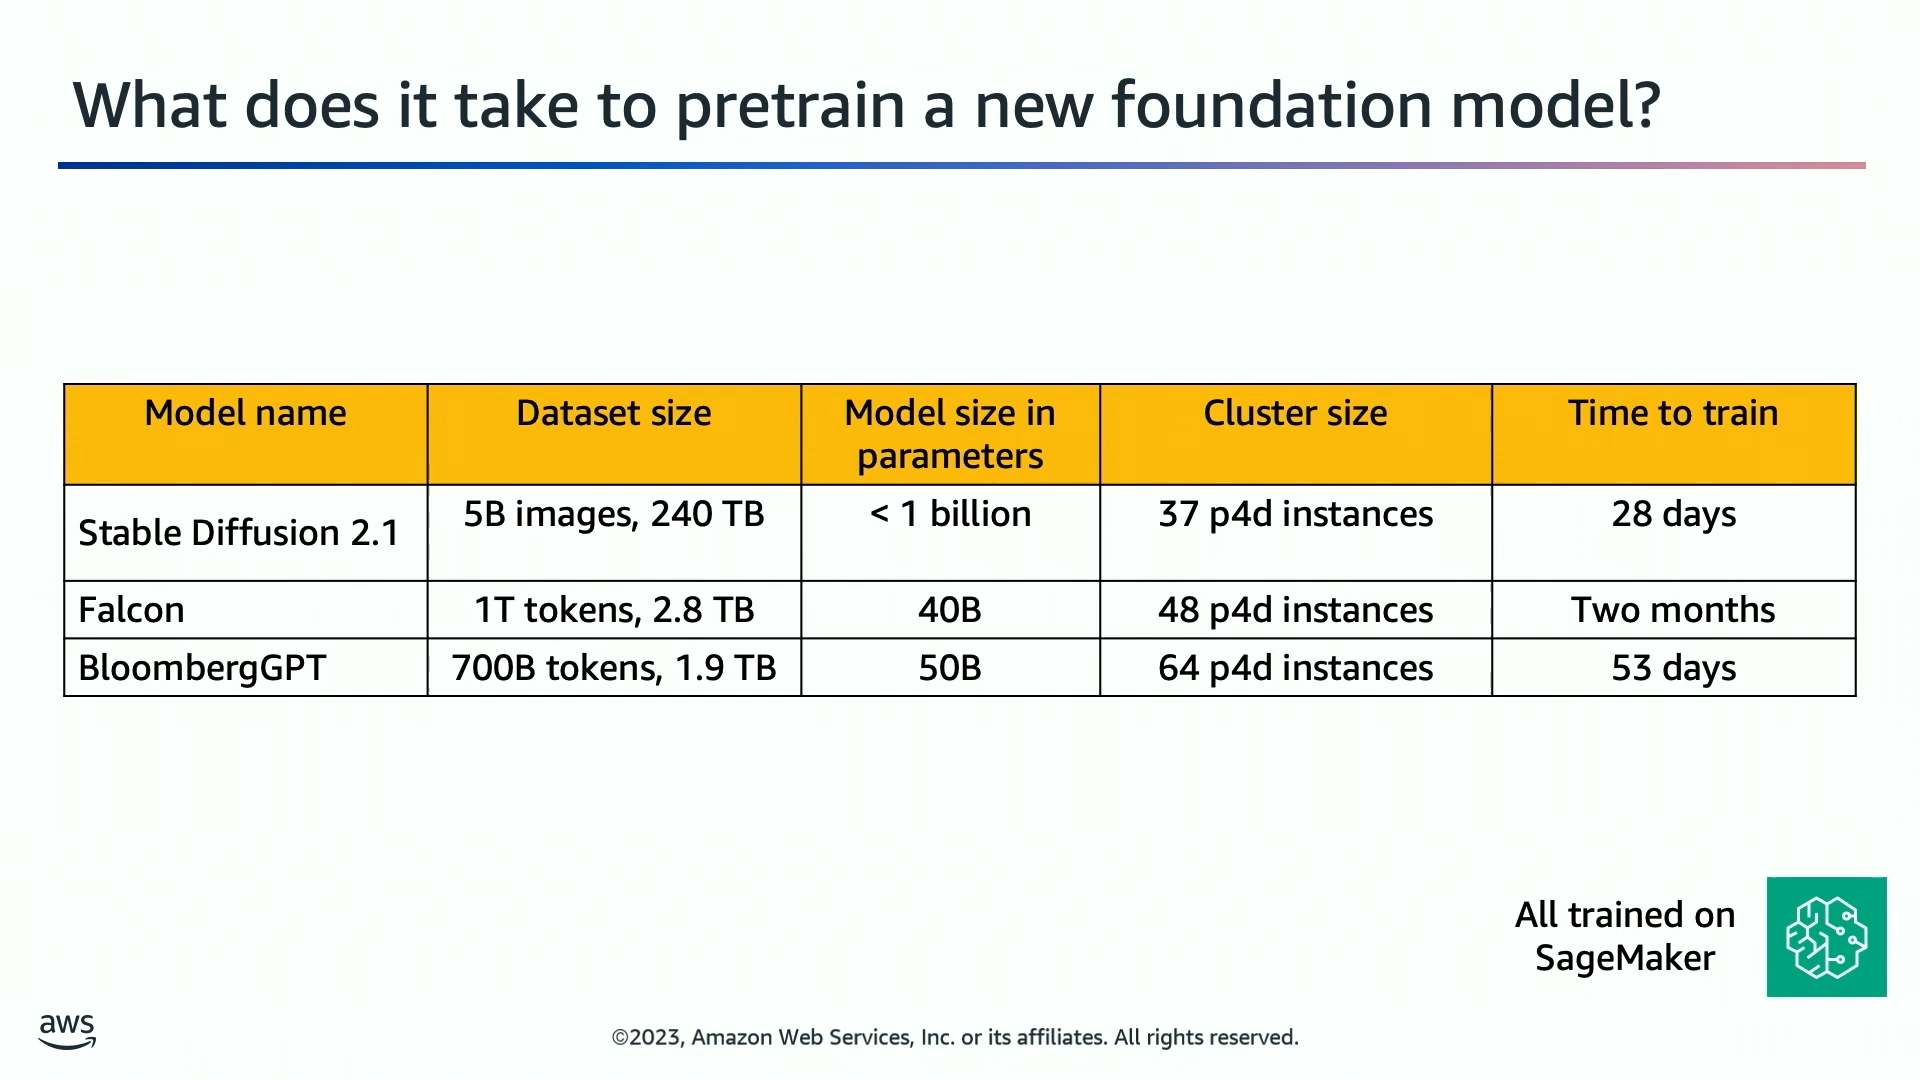 What does it take to pretrain a new foundation model?
Model name
Dataset size
Model size in
parameters
Cluster size
Time to train
Stable Diffusion 2.1
5B images, 240 TB
< 1 billion
37 p4d instances
28 days
Falcon
1T tokens, 2.8 TB
40B
48 p4d instances
Two months
BloombergGPT
700B tokens, 1.9 TB
50B
64 p4d instances
53 days
All trained on
SageMaker
aws
©2023, Amazon Web Services, Inc. or its affiliates. All rights reserved.